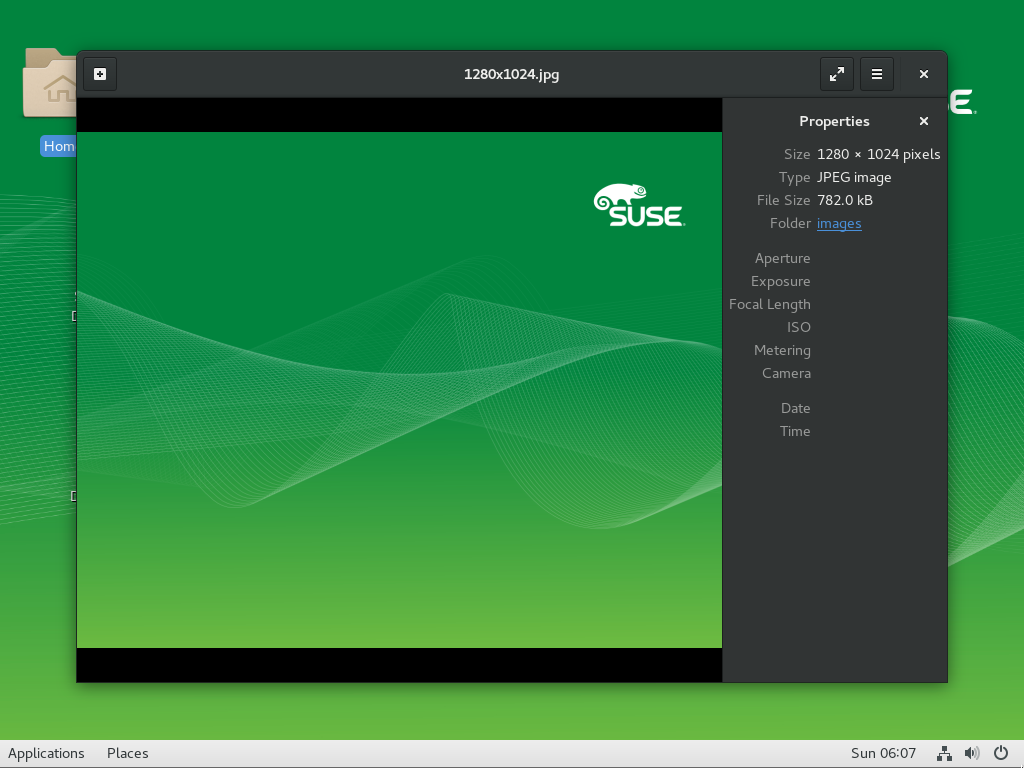 1280x1024.jpg
Properties
Size 1280 × 1024 pixels
Type JPEG image
File Size 782.0 kB
Folder images
Aperture
Exposure
Focal Length
ISO
Metering
Camera
Date
Time
SUSE
Applications Places Sun 06:07